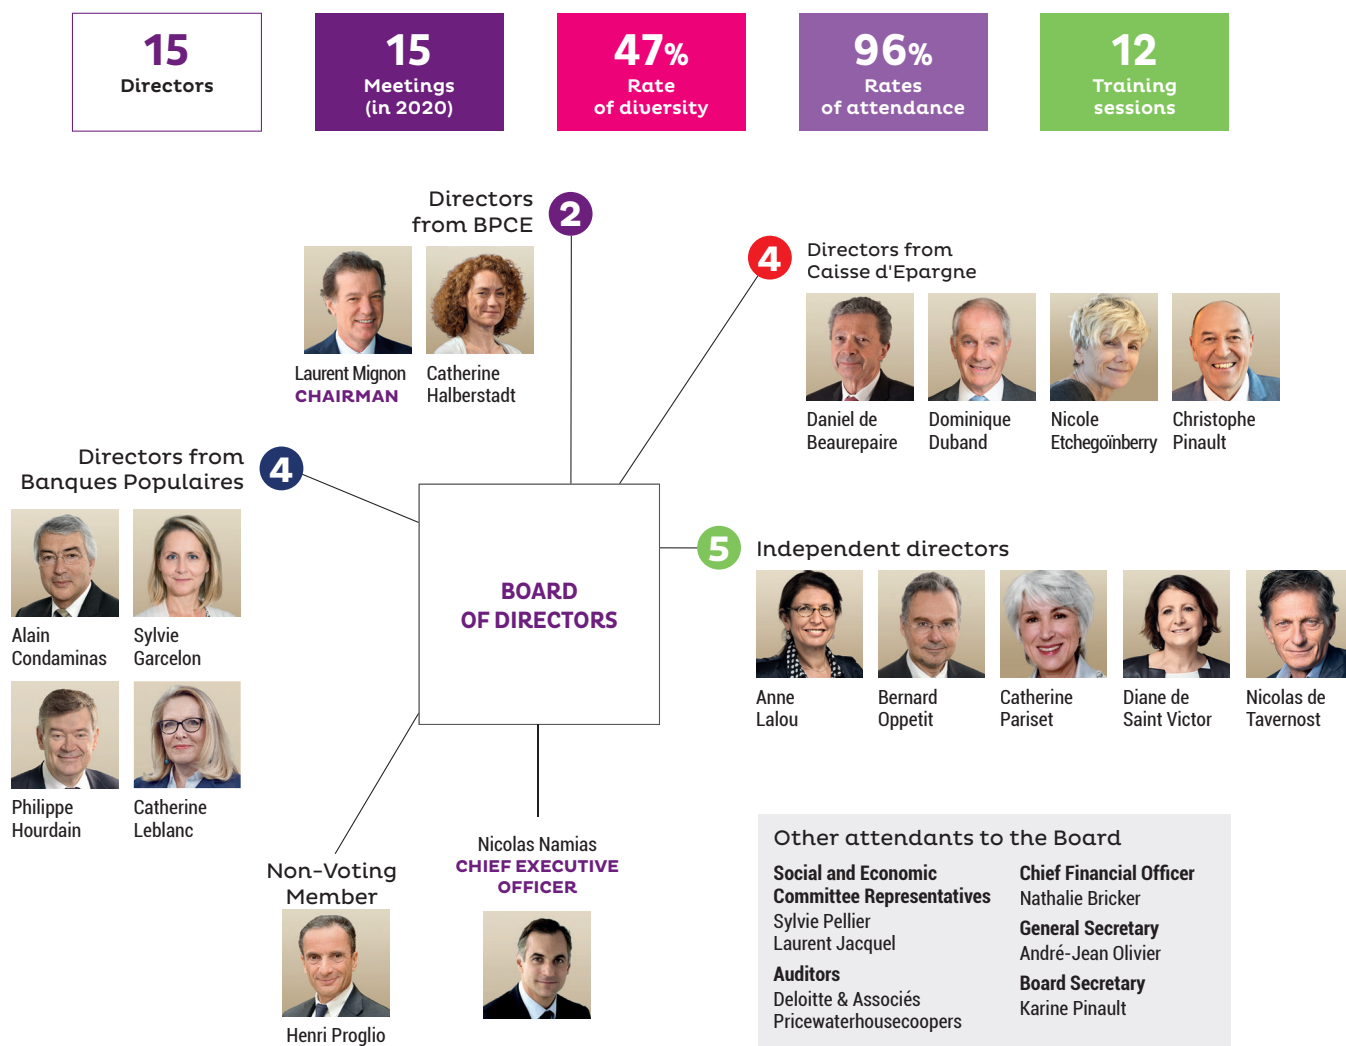 15
Directors
15
Meetings
(in 2020)
47%
Rate
of diversity
96%
Rates
of attendance
12
Training
sessions
Directors
from BPCE
2
Laurent Mignon
CHAIRMAN
Catherine
Halberstadt
4
Directors from
Caisse d'Epargne
Daniel de
Beaurepaire
Dominique
Duband
Nicole
Etchegoïnberry
Christophe
Pinault
Directors from
Banques Populaires
4
Alain
Condaminas
Sylvie
Garcelon
Philippe
Hourdain
Catherine
Leblanc
BOARD
OF DIRECTORS
5
Independent directors
Anne
Lalou
Bernard
Oppetit
Catherine
Pariset
Diane de
Saint Victor
Nicolas de
Tavernost
Non-Voting
Member
Henri Proglio
Nicolas Namias
CHIEF EXECUTIVE
OFFICER
Other attendants to the Board
Social and Economic
Committee Representatives
Sylvie Pellier
Laurent Jacquel
Auditors
Deloitte & Associés
Pricewaterhousecoopers
Chief Financial Officer
Nathalie Bricker
General Secretary
André-Jean Olivier
Board Secretary
Karine Pinault